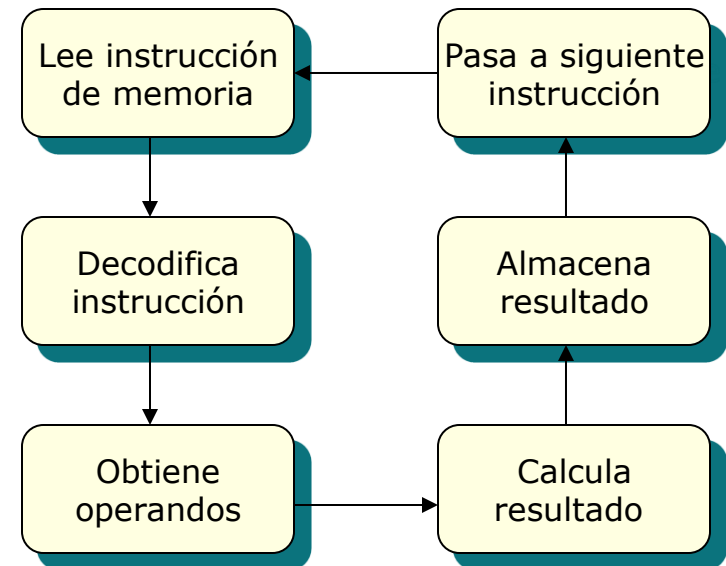 Lee instrucción
de memoria
Decodifica
instrucción
Obtiene
operandos
Calcula
resultado
Almacena
resultado
Pasa a siguiente
instrucción